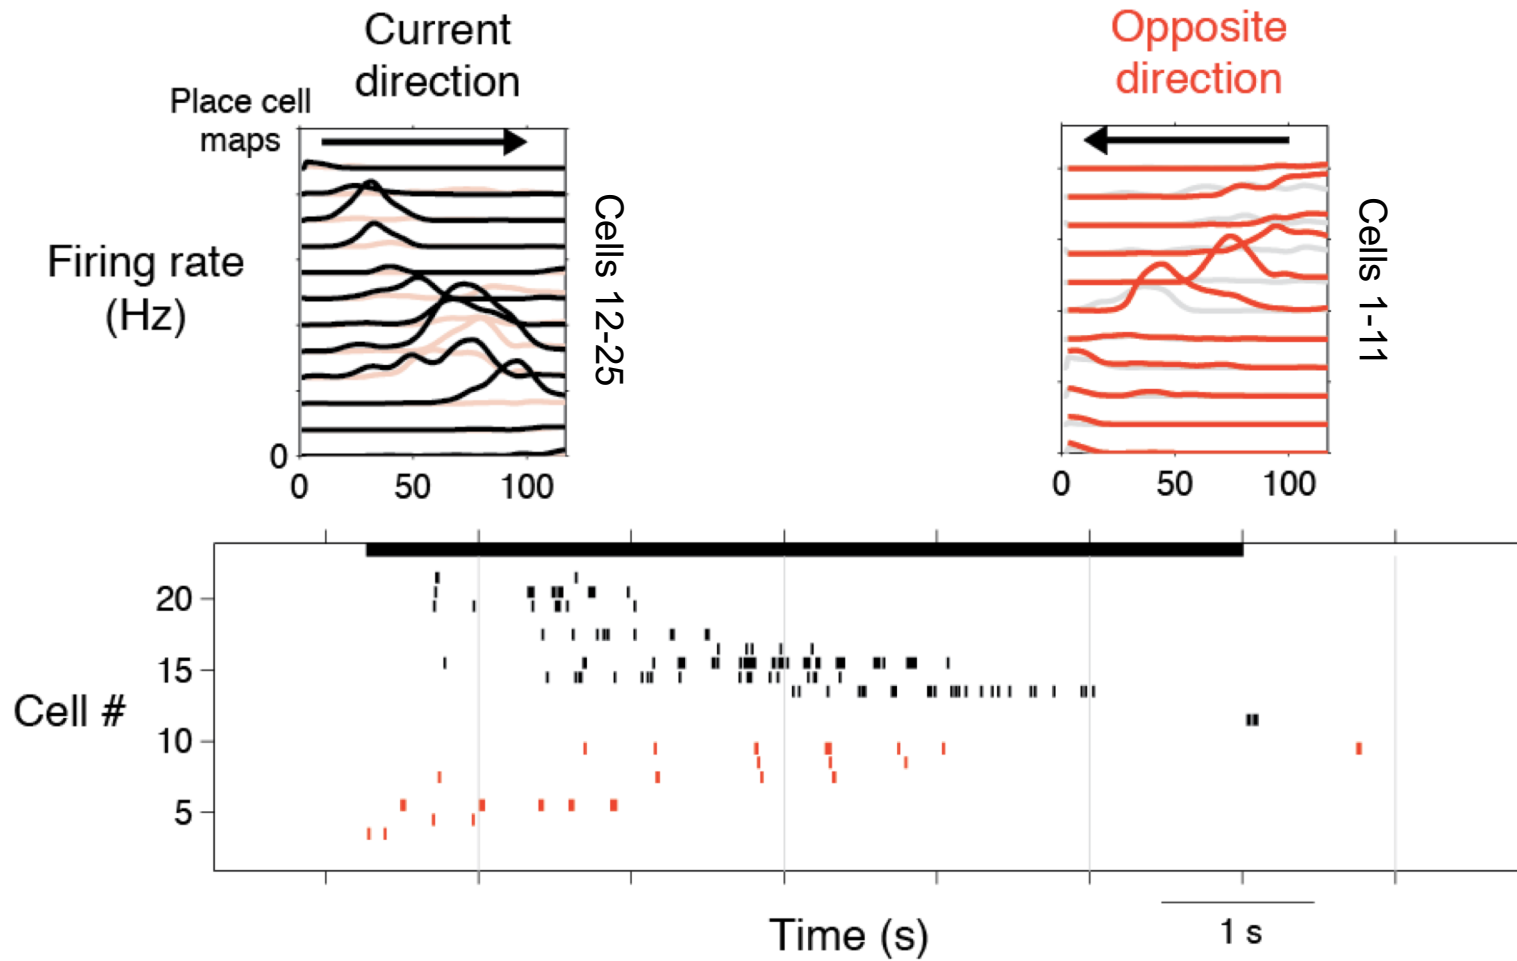 Current
direction
Opposite
direction
Place cell
maps
Firing rate
(Hz)
Cells 12-25
Cells 1-11
0
0 50 100
0 50 100
20
15
10
5
Cell #
Time (s)
1 s